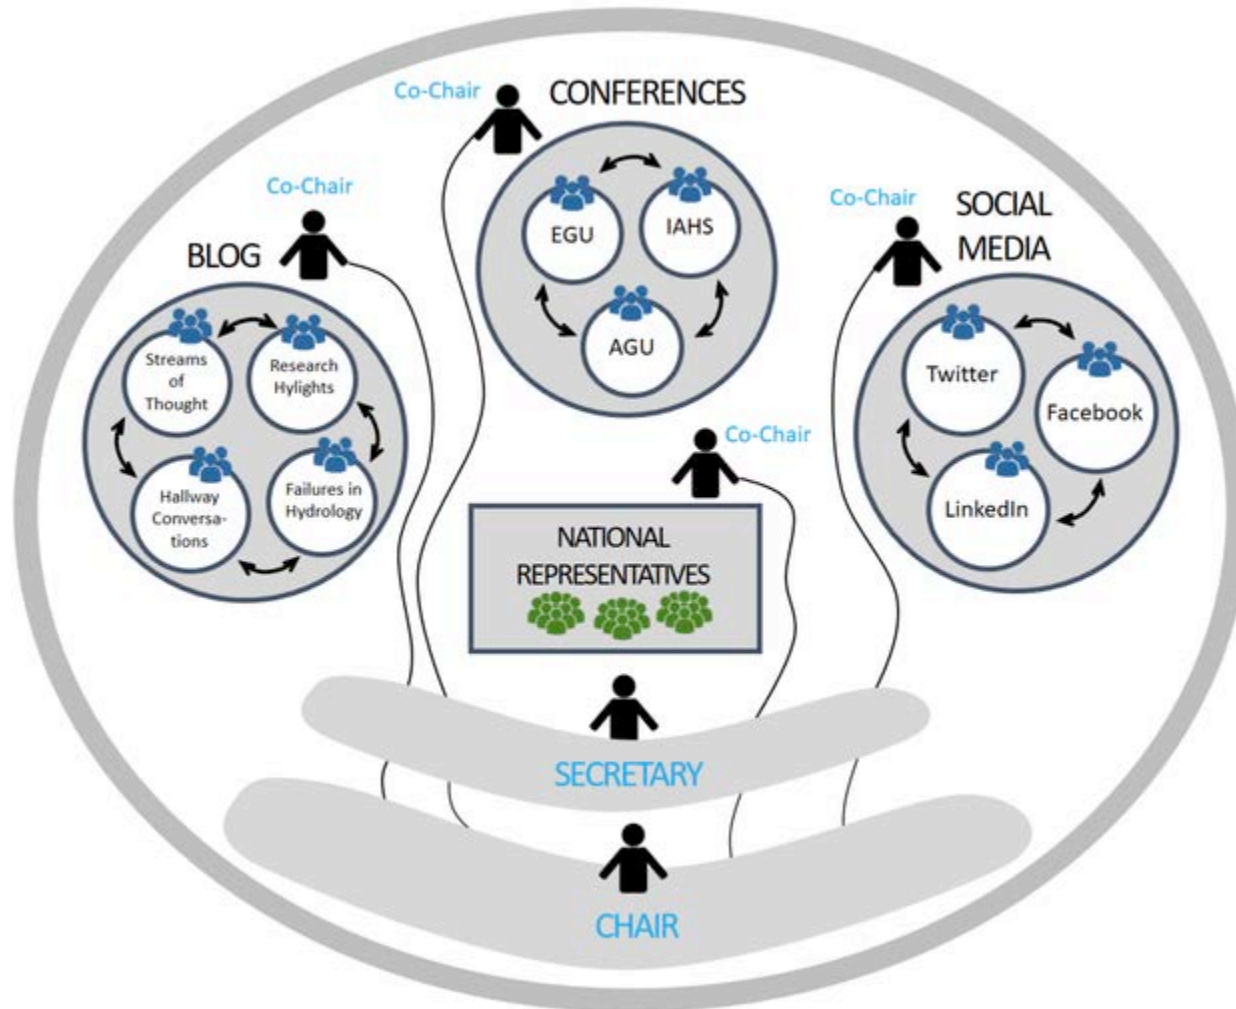 Co-Chair
CONFERENCES
EGU
IAHS
AGU
Co-Chair
BLOG
Streams
of
Thought
Research
Hylights
Hallway
Conversa-
tions
Failures in
Hydrology
Co-Chair
SOCIAL
MEDIA
Twitter
Facebook
LinkedIn
Co-Chair
NATIONAL
REPRESENTATIVES
SECRETARY
CHAIR